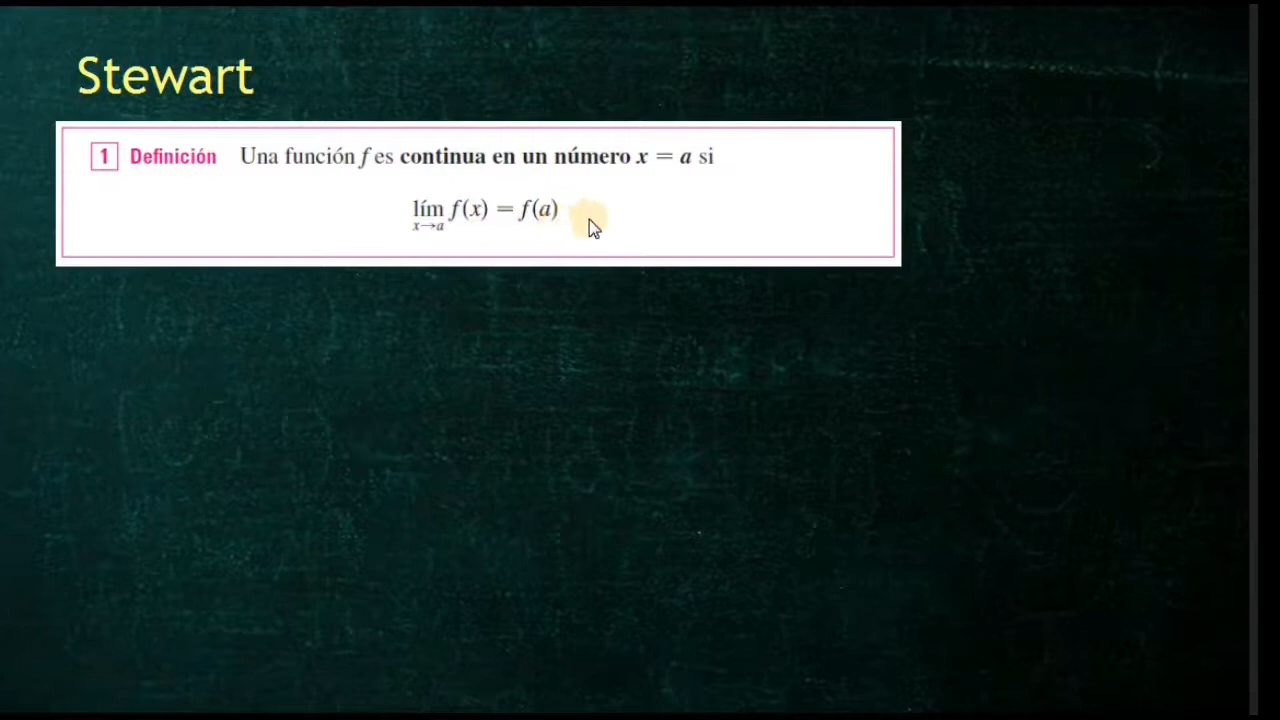 Stewart
1 Definición Una función f es continua en un número x = a si
lím f(x) = f(a)
x→a